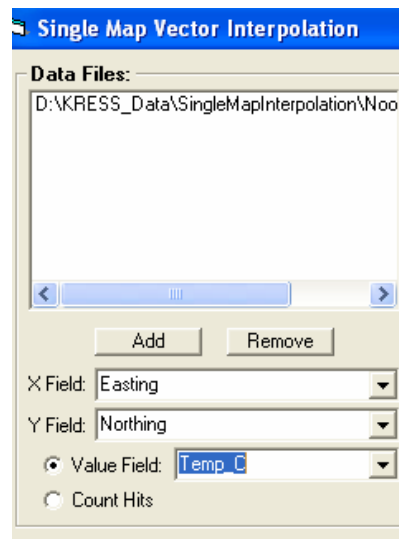 Single Map Vector Interpolation
Data Files:
D:\KRESS_Data\SingleMapInterpolation\Noo
Add Remove
X Field: Easting
Y Field: Northing
Value Field: Temp_C
Count Hits